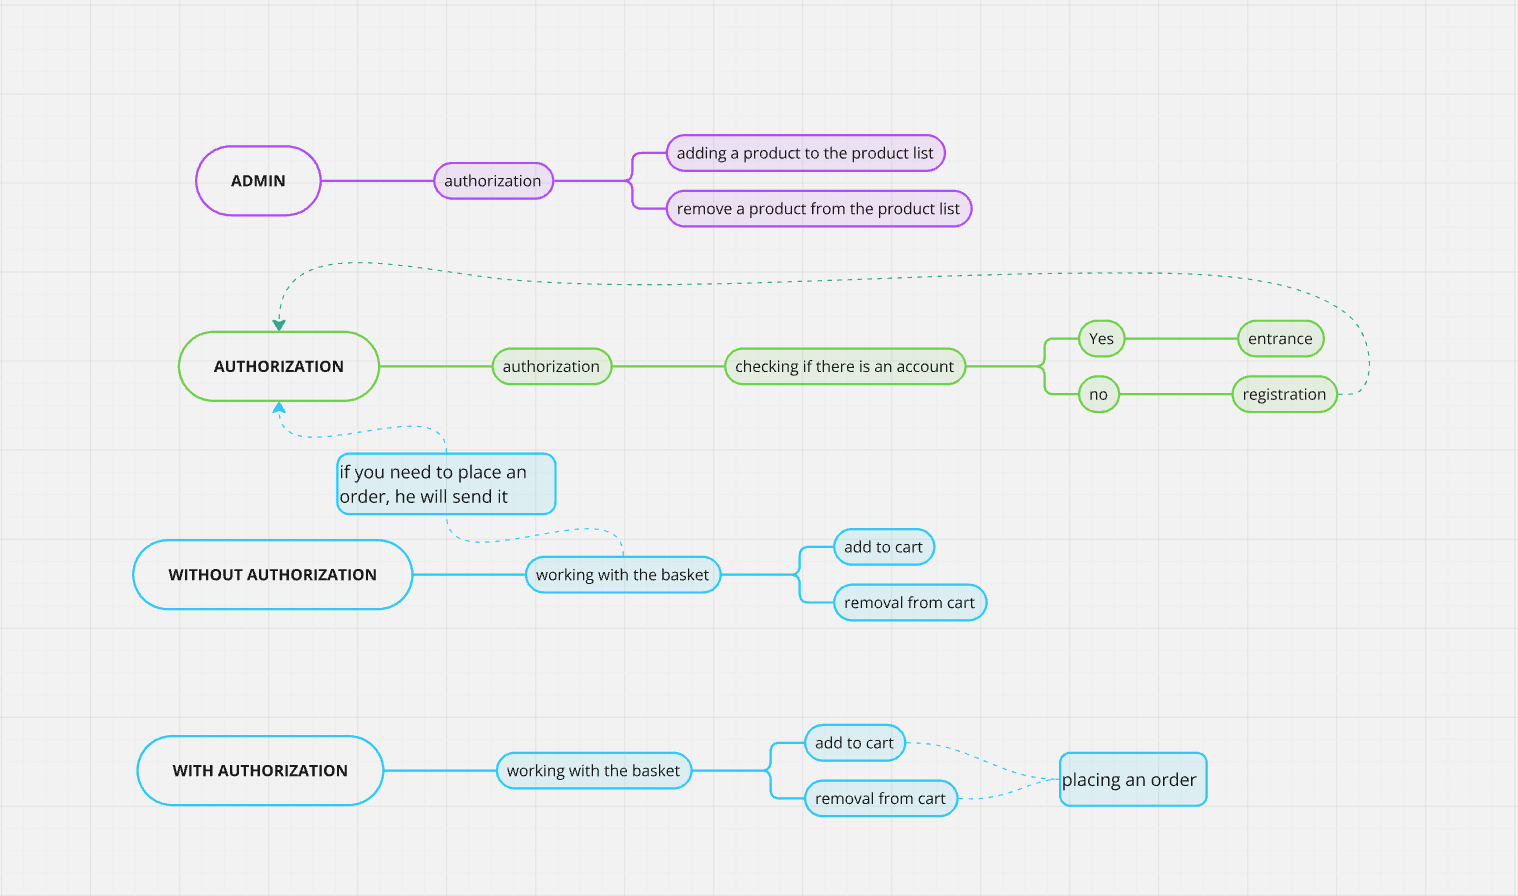 ADMIN
authorization
adding a product to the product list
remove a product from the product list
AUTHORIZATION
authorization
checking if there is an account
Yes
entrance
no
registration
if you need to place an
order, he will send it
WITHOUT AUTHORIZATION
working with the basket
add to cart
removal from cart
WITH AUTHORIZATION
working with the basket
add to cart
removal from cart
placing an order